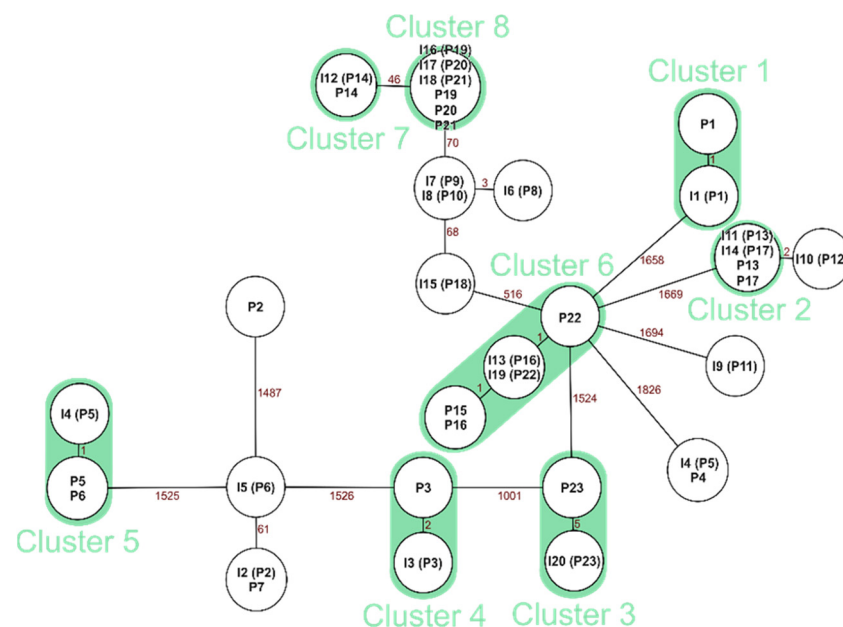 Cluster 8
I16 (P19)
I17 (P20)
I18 (P21)
P19
P20
P21
I12 (P14)
P14
46
Cluster 7
Cluster 1
P1
1
I1 (P1)
70
I7 (P9)
I8 (P10)
3
I6 (P8)
68
I15 (P18)
516
Cluster 6
1658
I11 (P13)
I14 (P17)
P13
P17
2
I10 (P12
1669
Cluster 2
P22
1
I13 (P16)
I19 (P22)
1
P15
P16
1694
I9 (P11)
1826
I4 (P5)
P4
1524
P2
1487
I4 (P5)
1
P5
P6
1525
Cluster 5
I5 (P6)
1526
61
I2 (P2)
P7
P3
1001
2
I3 (P3)
Cluster 4
P23
5
I20 (P23)
Cluster 3